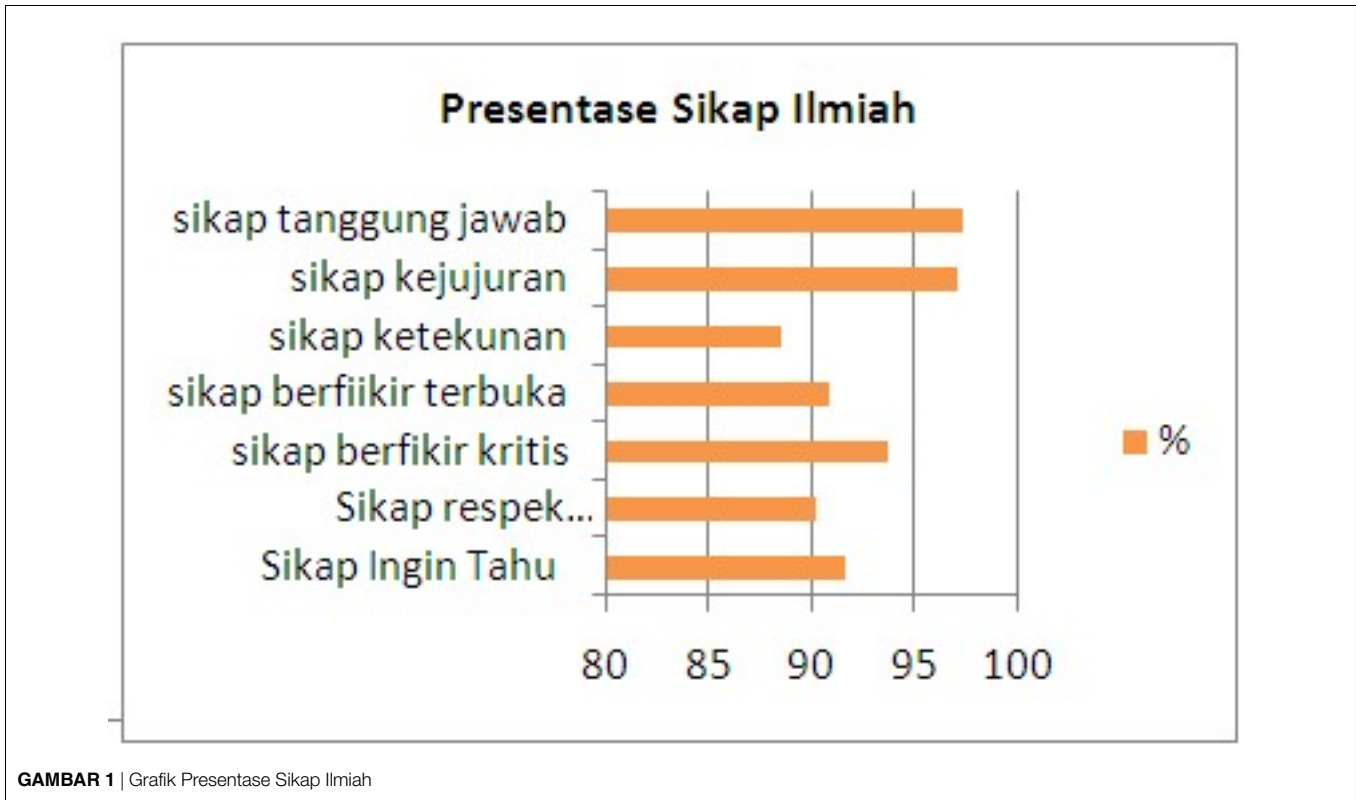 Presentase Sikap Ilmiah
sikap tanggung jawab
sikap kejujuran
sikap ketekunan
sikap berfiikir terbuka
sikap berfikir kritis
Sikap respek...
Sikap Ingin Tahu
80 85 90 95 100
%
GAMBAR 1 | Grafik Presentase Sikap Ilmiah